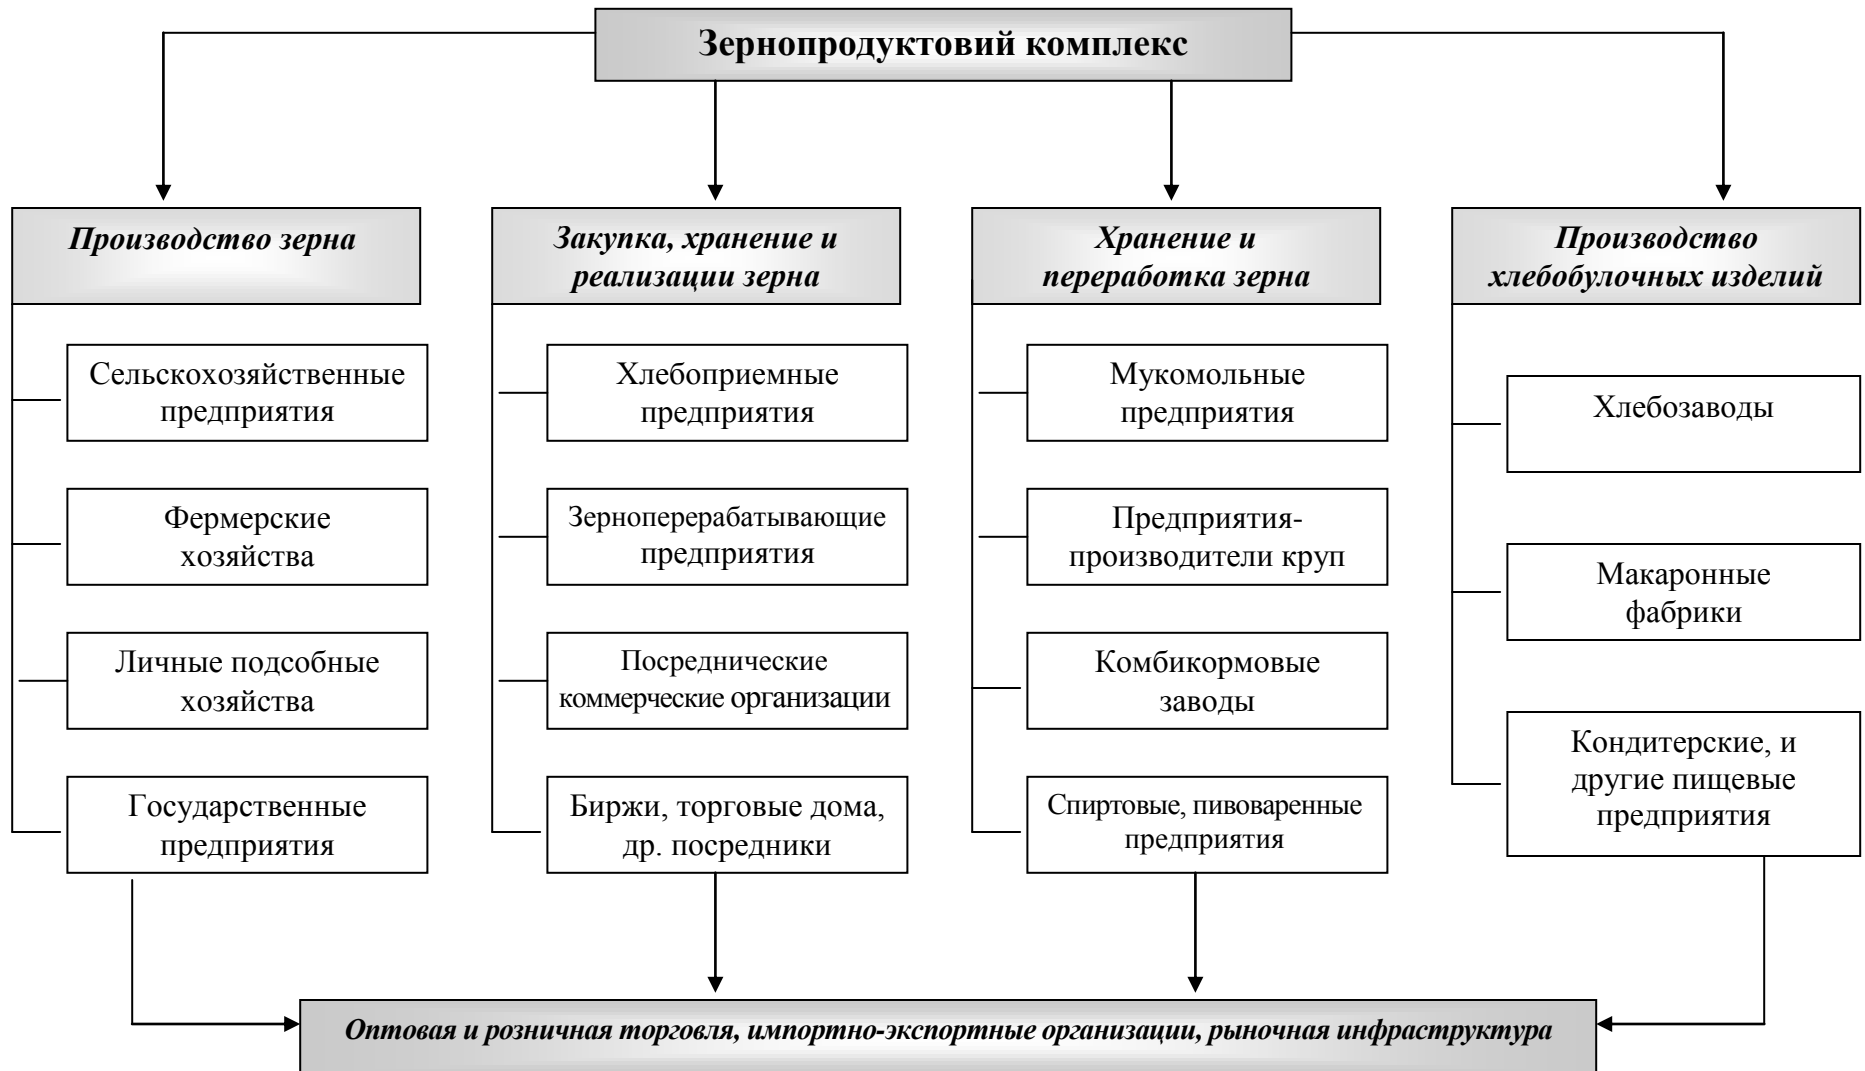 Зернопродуктовий комплекс
Производство зерна
Сельскохозяйственные
предприятия
Фермерские
хозяйства
Личные подсобные
хозяйства
Государственные
предприятия
Закупка, хранение и
реализации зерна
Хлебоприемные
предприятия
Зерноперерабатывающие
предприятия
Посреднические
коммерческие организации
Биржи, торговые дома,
др. посредники
Хранение и
переработка зерна
Мукомольные
предприятия
Предприятия-
производители круп
Комбикормовые
заводы
Спиртовые, пивоваренные
предприятия
Производство
хлебобулочных изделий
Хлебозаводы
Макаронные
фабрики
Кондитерские, и
другие пищевые
предприятия
Оптовая и розничная торговля, импортно-экспортные организации, рыночная инфраструктура